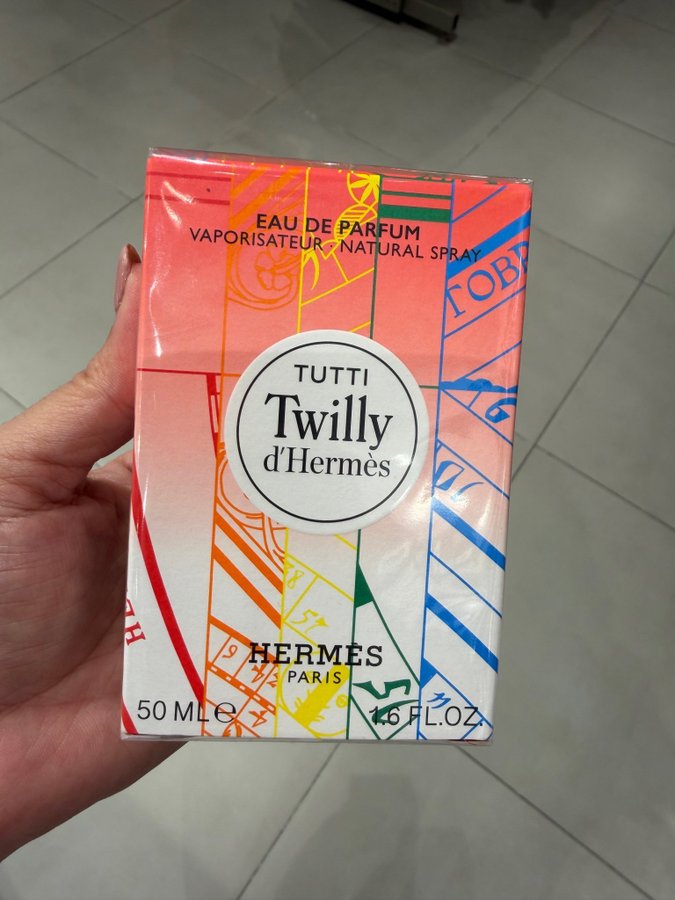 EAU DE PARFUM
VAPORISATEUR · NATURAL SPRAY
TUTTI
Twilly
d'Hermès
HERMÈS
PARIS
50 ML e
1.6 FL.OZ.